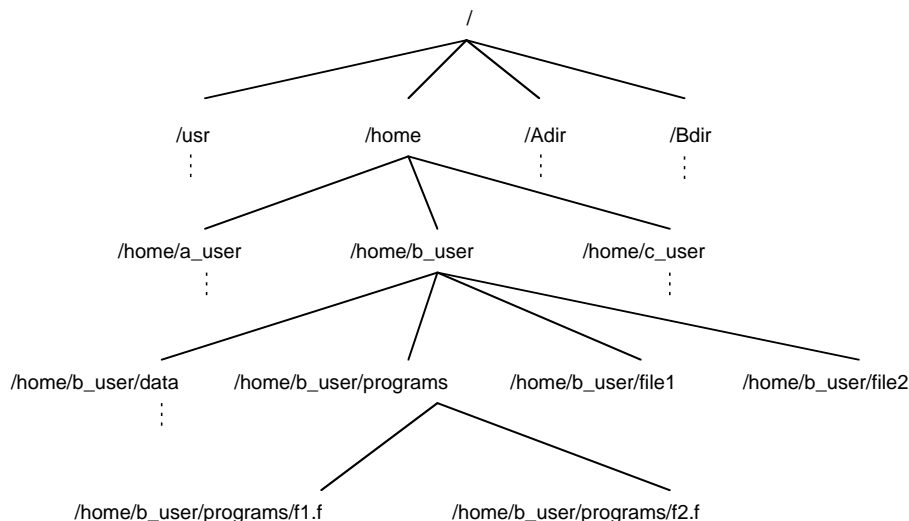 /
/usr /home /Adir /Bdir
/home/a_user /home/b_user /home/c_user
/home/b_user/data /home/b_user/programs /home/b_user/file1 /home/b_user/file2
/home/b_user/programs/f1.f /home/b_user/programs/f2.f